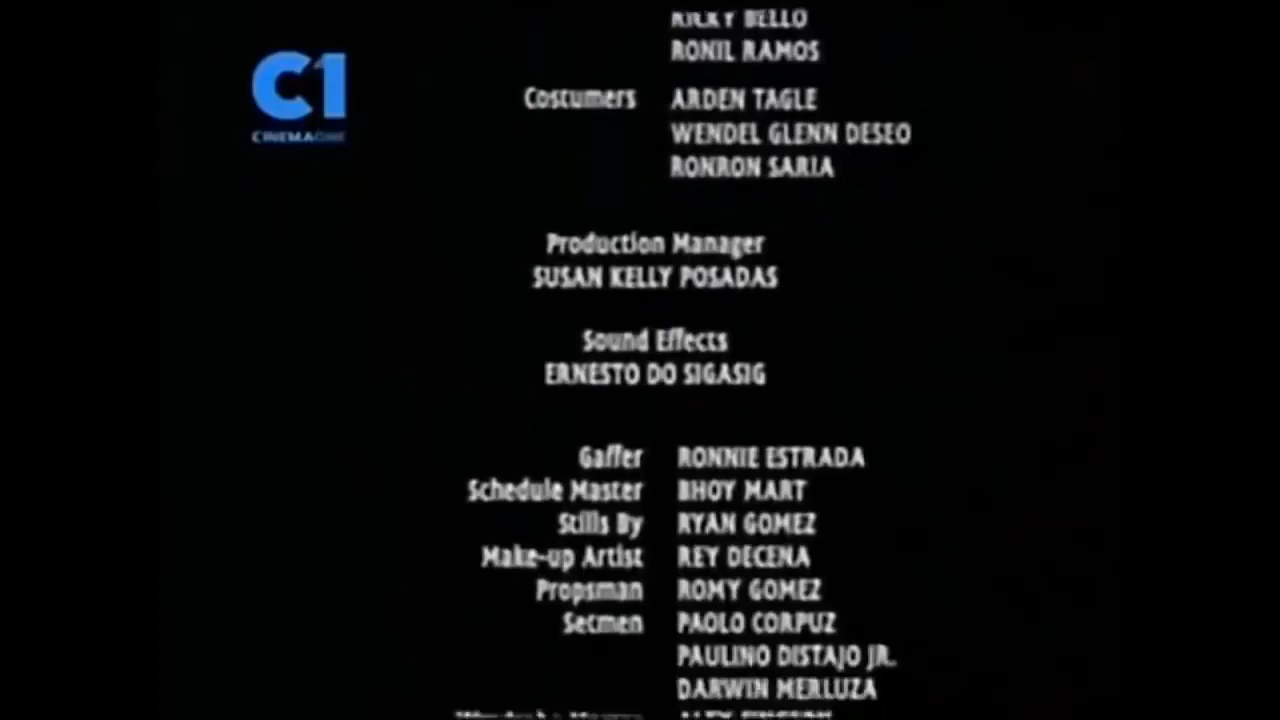 RICKY BELLO
RONIL RAMOS
C1
CINEMAONE
Costumers ARDEN TAGLE
WENDEL GLENN DESEO
RONRON SARIA
Production Manager
SUSAN KELLY POSADAS
Sound Effects
ERNESTO DO SIGASIG
Gaffer RONNIE ESTRADA
Schedule Master BHOY MART
Stills By RYAN GOMEZ
Make-up Artist REY DECENA
Propsman ROMY GOMEZ
Setmen PAOLO CORPUZ
PAULINO DISTAJO JR.
DARWIN MERLUZA